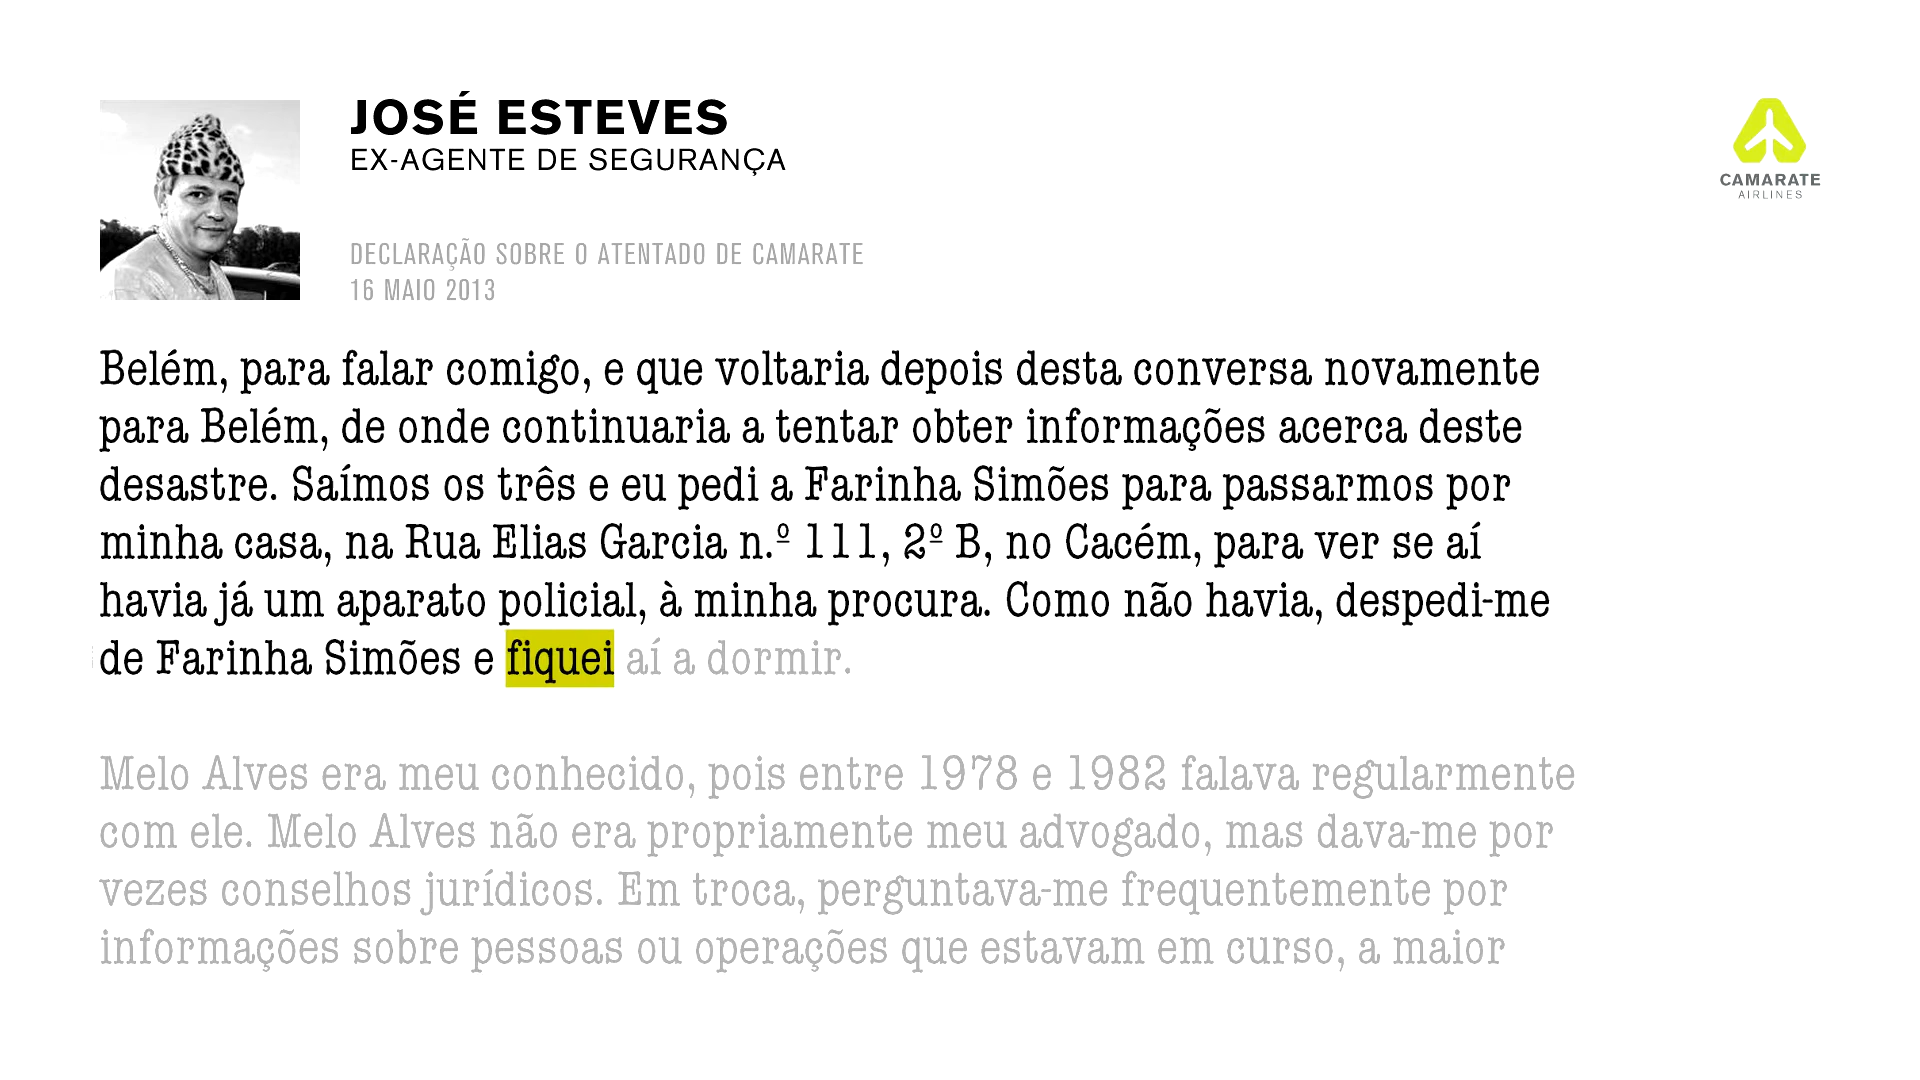 JOSÉ ESTEVES
EX-AGENTE DE SEGURANÇA
DECLARAÇÃO SOBRE O ATENTADO DE CAMARATE
16 MAIO 2013
CAMARATE
AIRLINES
Belém, para falar comigo, e que voltaria depois desta conversa novamente
para Belém, de onde continuaria a tentar obter informações acerca deste
desastre. Saímos os três e eu pedi a Farinha Simões para passarmos por
minha casa, na Rua Elias Garcia n.º 111, 2º B, no Cacém, para ver se aí
havia já um aparato policial, à minha procura. Como não havia, despedi-me
de Farinha Simões e fiquei aí a dormir.
Melo Alves era meu conhecido, pois entre 1978 e 1982 falava regularmente
com ele. Melo Alves não era propriamente meu advogado, mas dava-me por
vezes conselhos jurídicos. Em troca, perguntava-me frequentemente por
informações sobre pessoas ou operações que estavam em curso, a maior